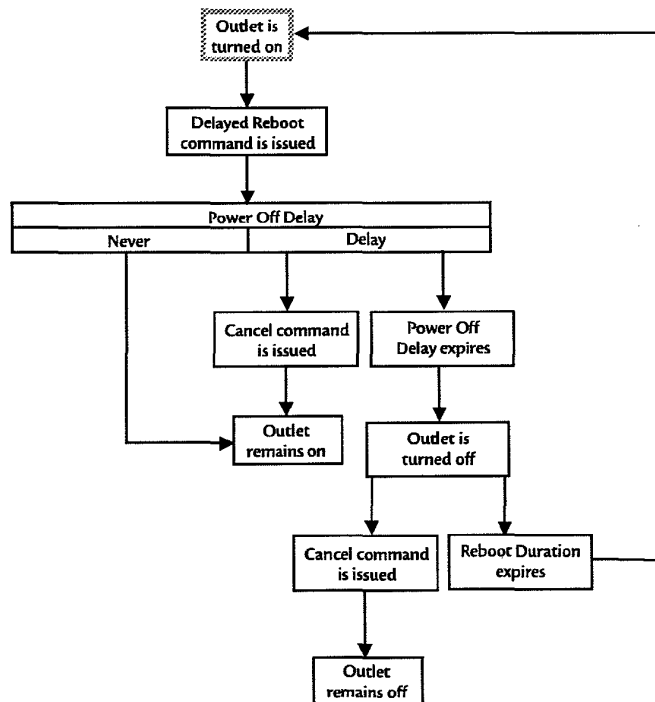 Outlet is
turned on
Delayed Reboot
command is issued
Power Off Delay
Never
Delay
Cancel command
is issued
Power Off
Delay expires
Outlet
remains on
Outlet is
turned off
Cancel command
is issued
Reboot Duration
expires
Outlet
remains off